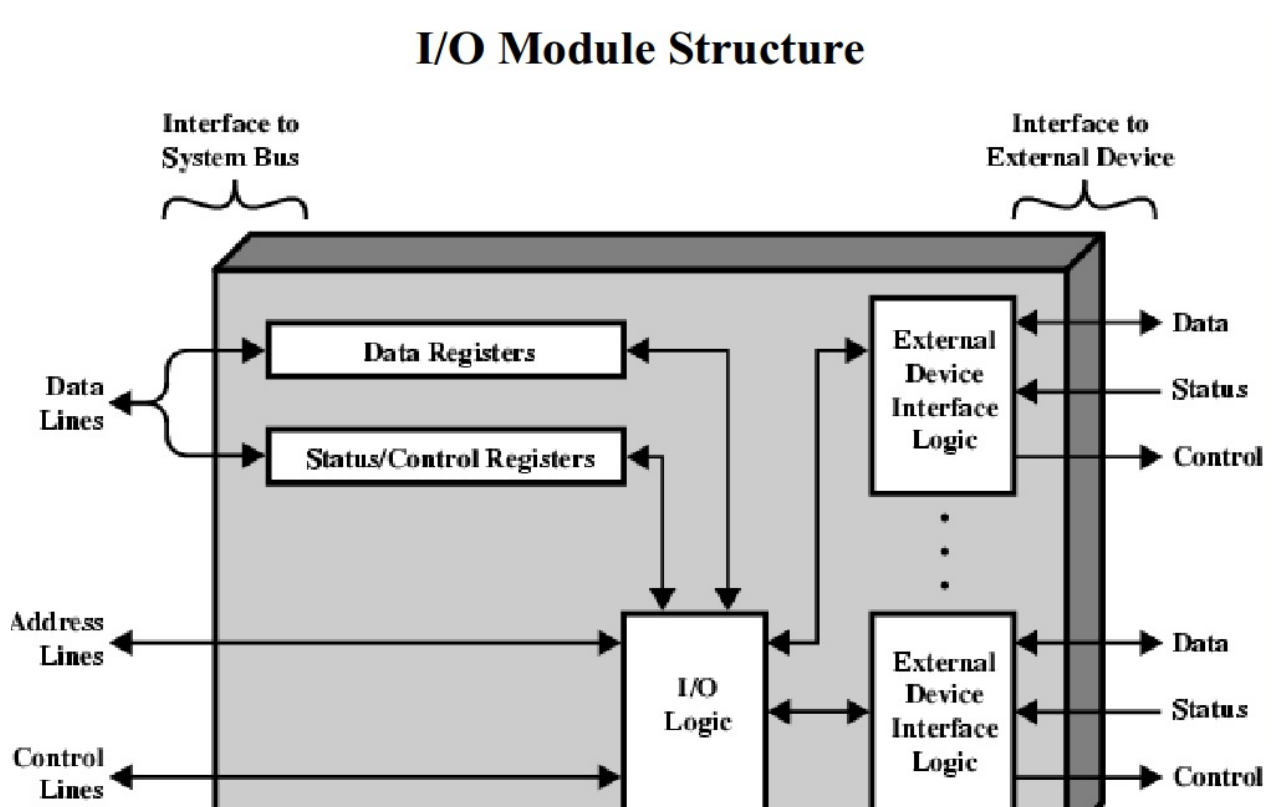 I/O Module Structure
Interface to
System Bus
Interface to
External Device
Data Registers
Data
Lines
Status/Control Registers
External
Device
Interface
Logic
Data
Status
Control
Address
Lines
I/O
Logic
Control
Lines
External
Device
Interface
Logic
Data
Status
Control